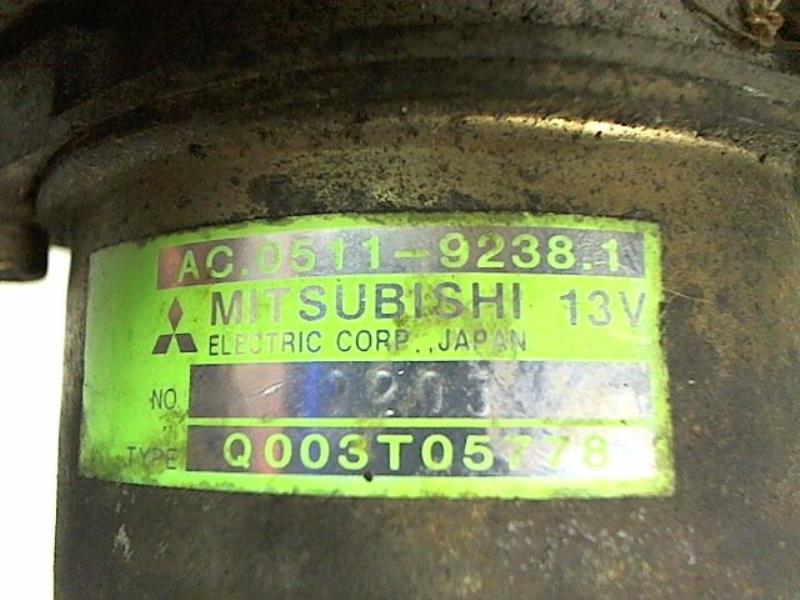 AC.0511-9238.1
MITSUBISHI 13V
ELECTRIC CORP., JAPAN
NO.
TYPE Q003T05778